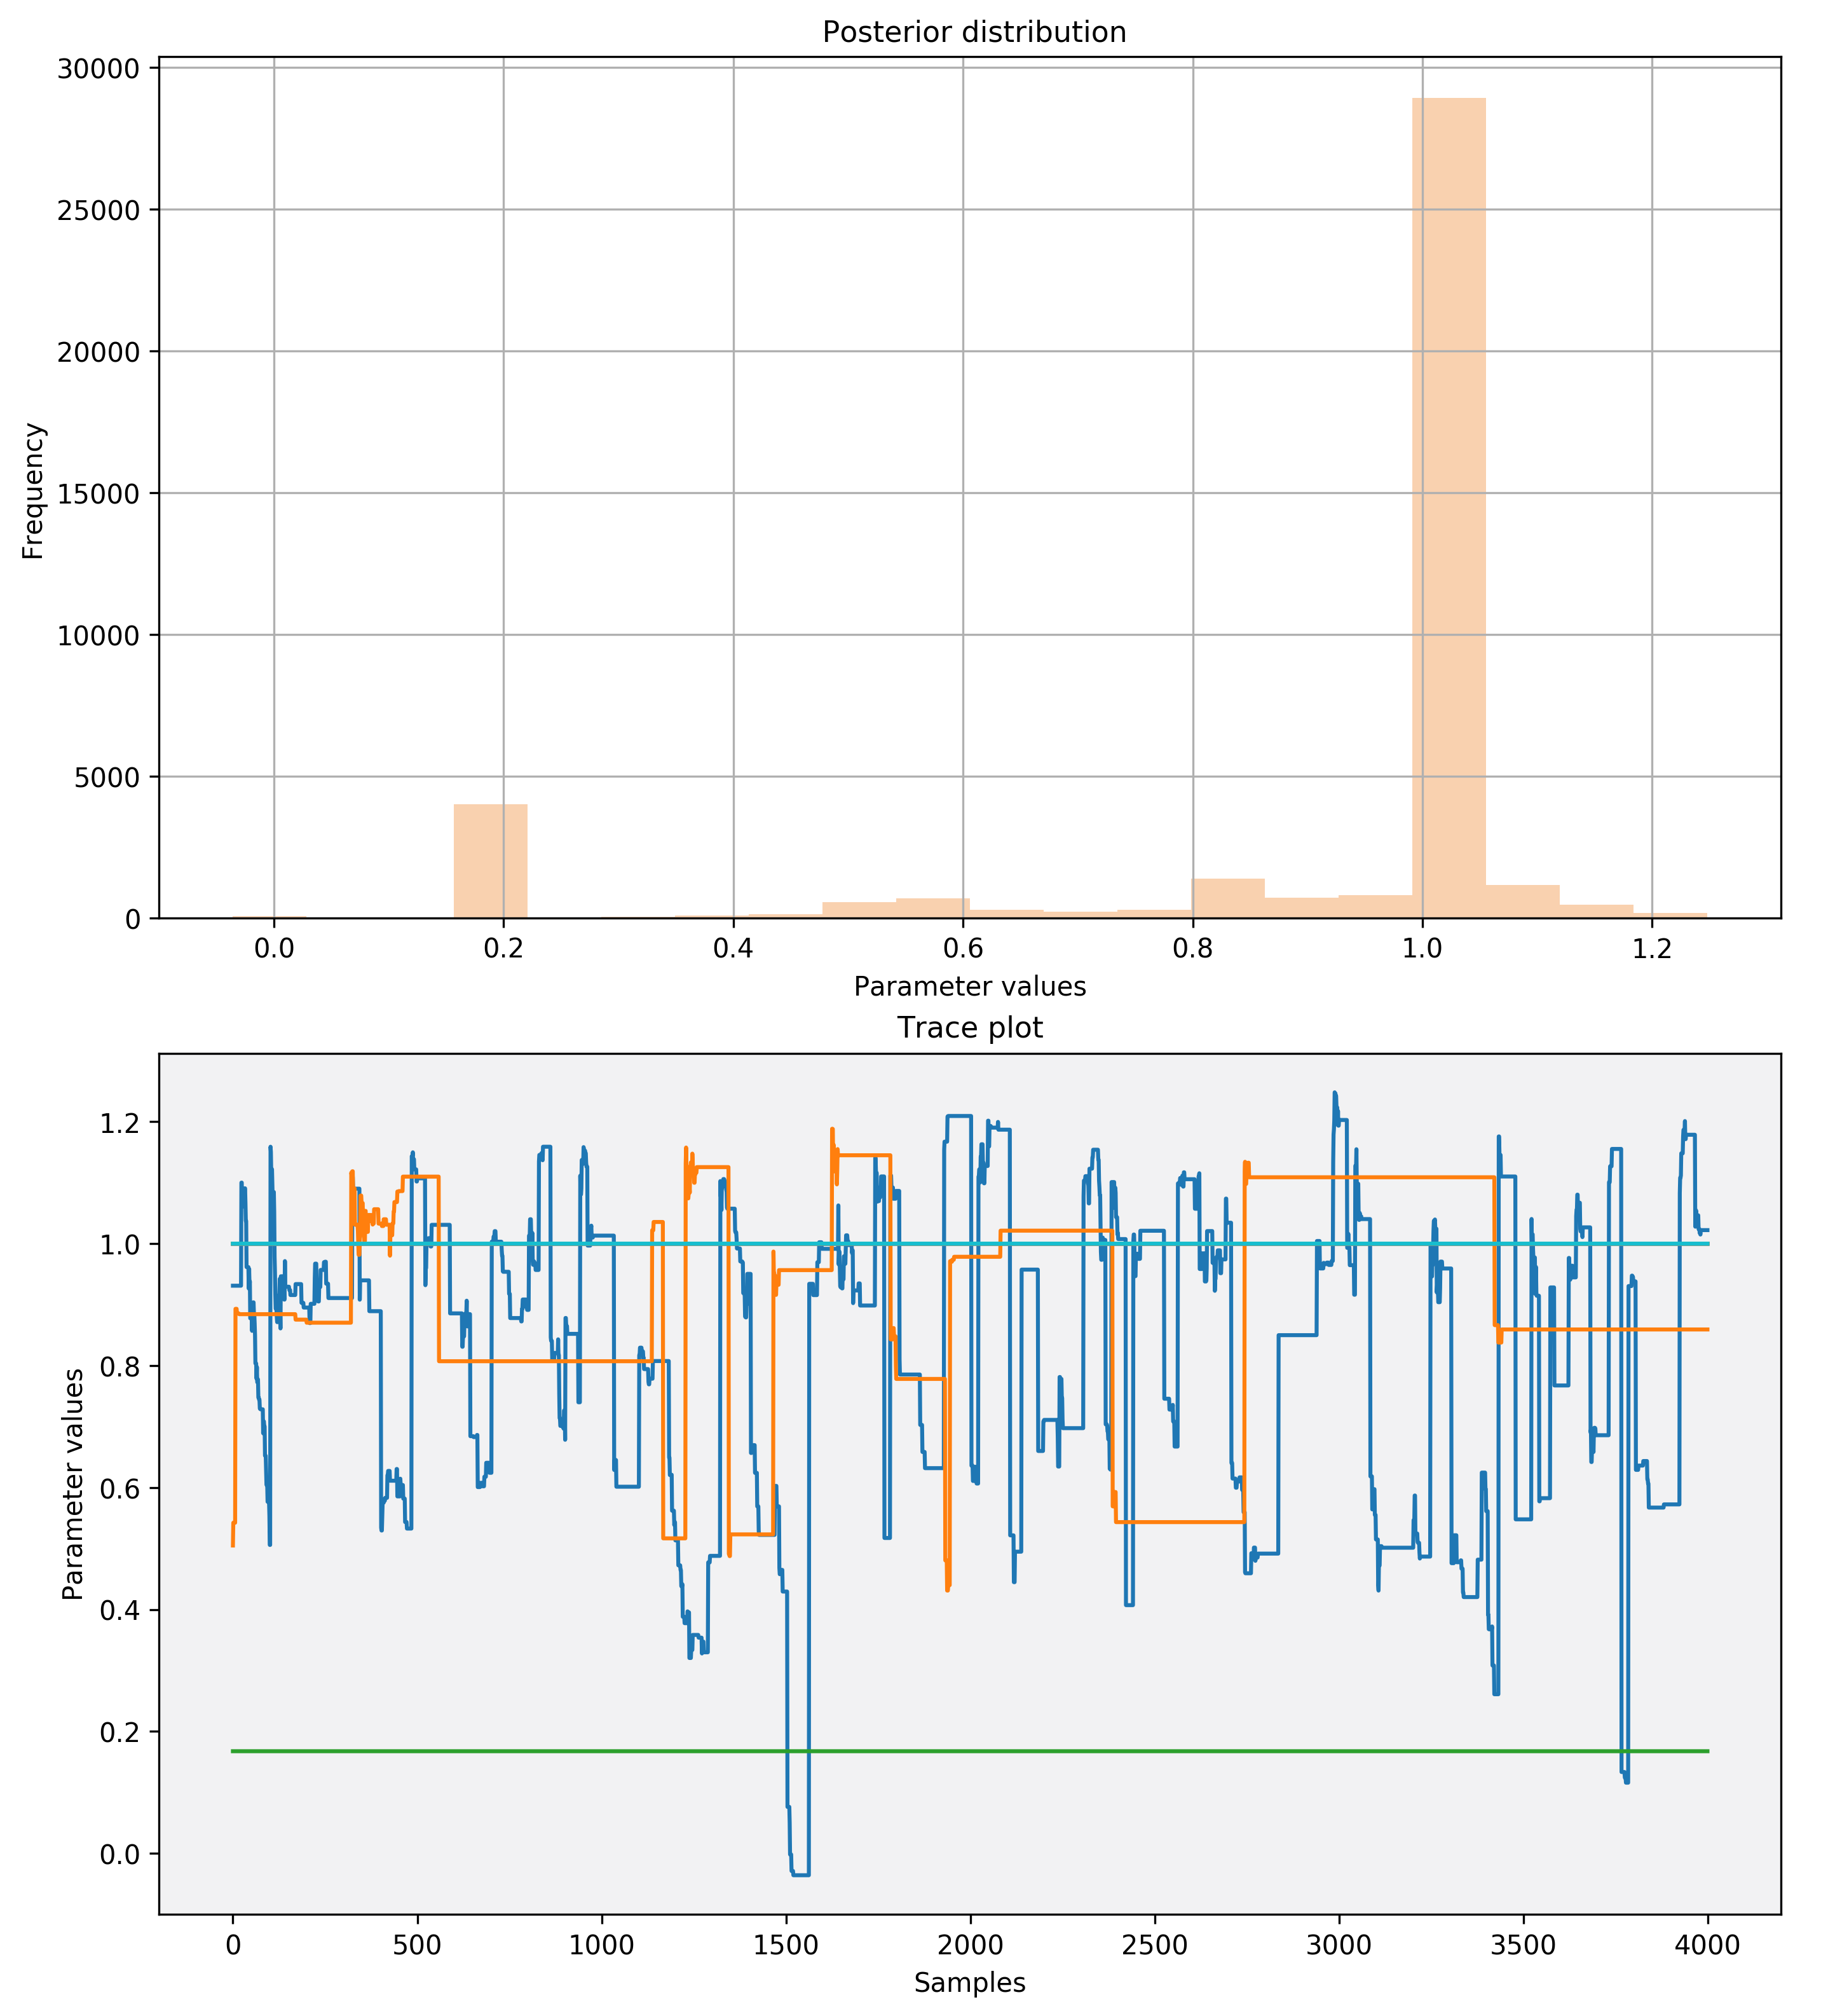 Posterior distribution
30000
25000
20000
15000
10000
5000
0
Frequency
0.0 0.2 0.4 0.6 0.8 1.0 1.2
Parameter values
Trace plot
1.2
1.0
0.8
0.6
0.4
0.2
0.0
Parameter values
0 500 1000 1500 2000 2500 3000 3500 4000
Samples